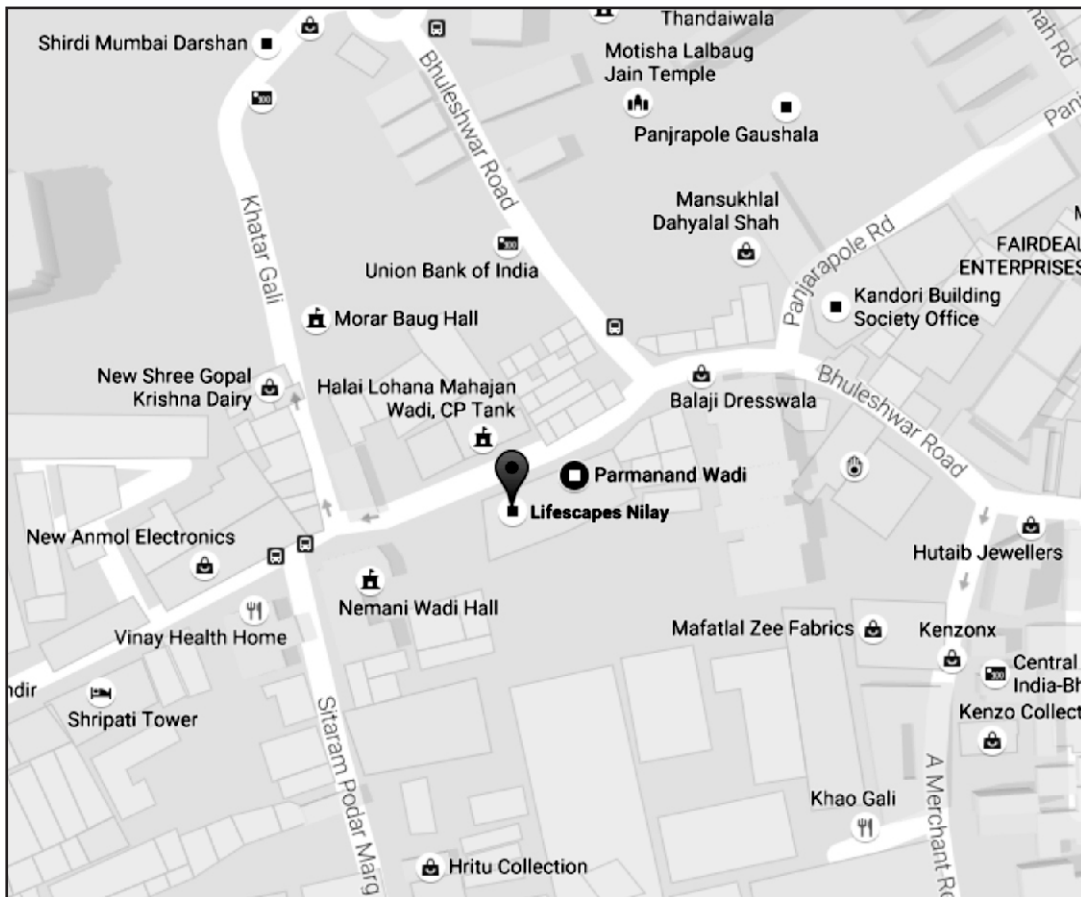 Thandaiwala
Shirdi Mumbai Darshan
Motisha Lalbaug
Jain Temple
Bhuleshwar Road
Panjrapole Gaushala
Khatar Gali
Mansukhlal
Dahyalal Shah
Panjarapole Rd
FAIRDEAL
ENTERPRISES
Union Bank of India
Kandori Building
Society Office
Morar Baug Hall
New Shree Gopal
Krishna Dairy
Halai Lohana Mahajan
Wadi, CP Tank
Balaji Dresswala
Bhuleshwar Road
Parmanand Wadi
Lifescapes Nilay
New Anmol Electronics
Hutaib Jewellers
Nemani Wadi Hall
Vinay Health Home
Mafatlal Zee Fabrics
Kenzonx
Central
India-Bh
Shripati Tower
Kenzo Collect
Sitaram Podar Marg
Khao Gali
A Merchant Rd
Hritu Collection